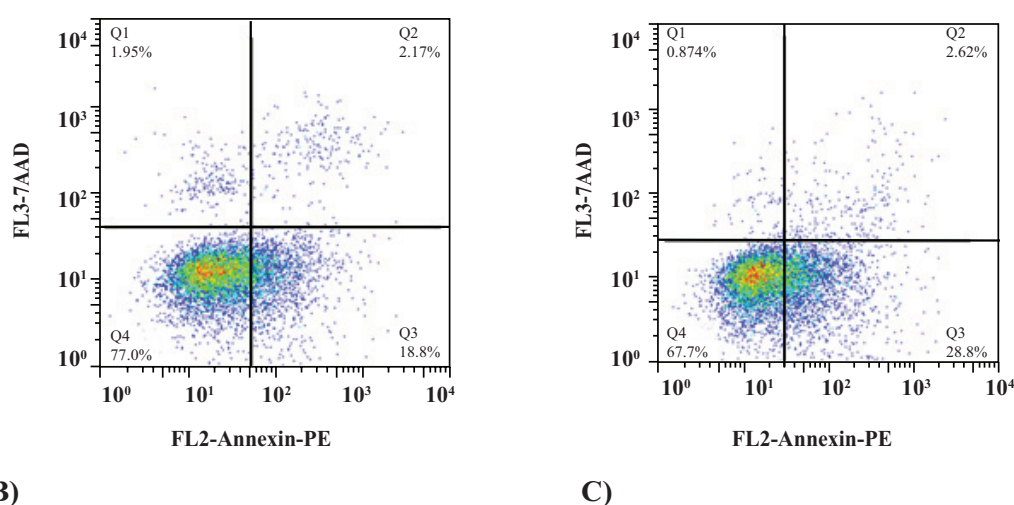 Q1
1.95%
Q2
2.17%
10⁴
10³
10²
10¹
10⁰
FL3-7AAD
Q4
77.0%
Q3
18.8%
10⁰ 10¹ 10² 10³ 10⁴
FL2-Annexin-PE
B)
Q1
0.874%
Q2
2.62%
10⁴
10³
10²
10¹
10⁰
FL3-7AAD
Q4
67.7%
Q3
28.8%
10⁰ 10¹ 10² 10³ 10⁴
FL2-Annexin-PE
C)